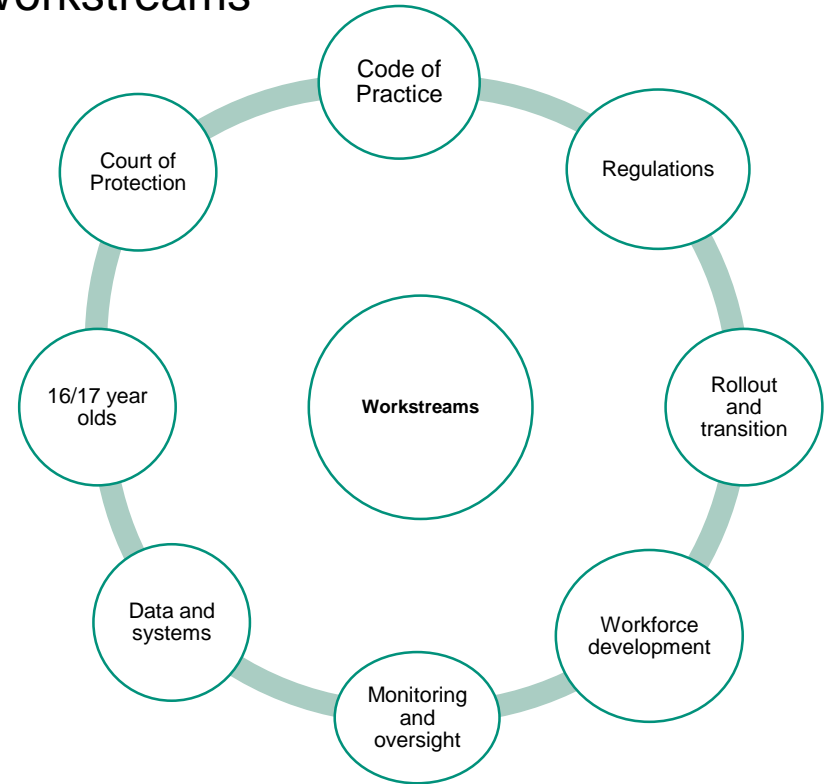 workstreams
Code of
Practice
Regulations
Rollout
and
transition
Workforce
development
Monitoring
and
oversight
Data and
systems
16/17 year
olds
Court of
Protection
Workstreams